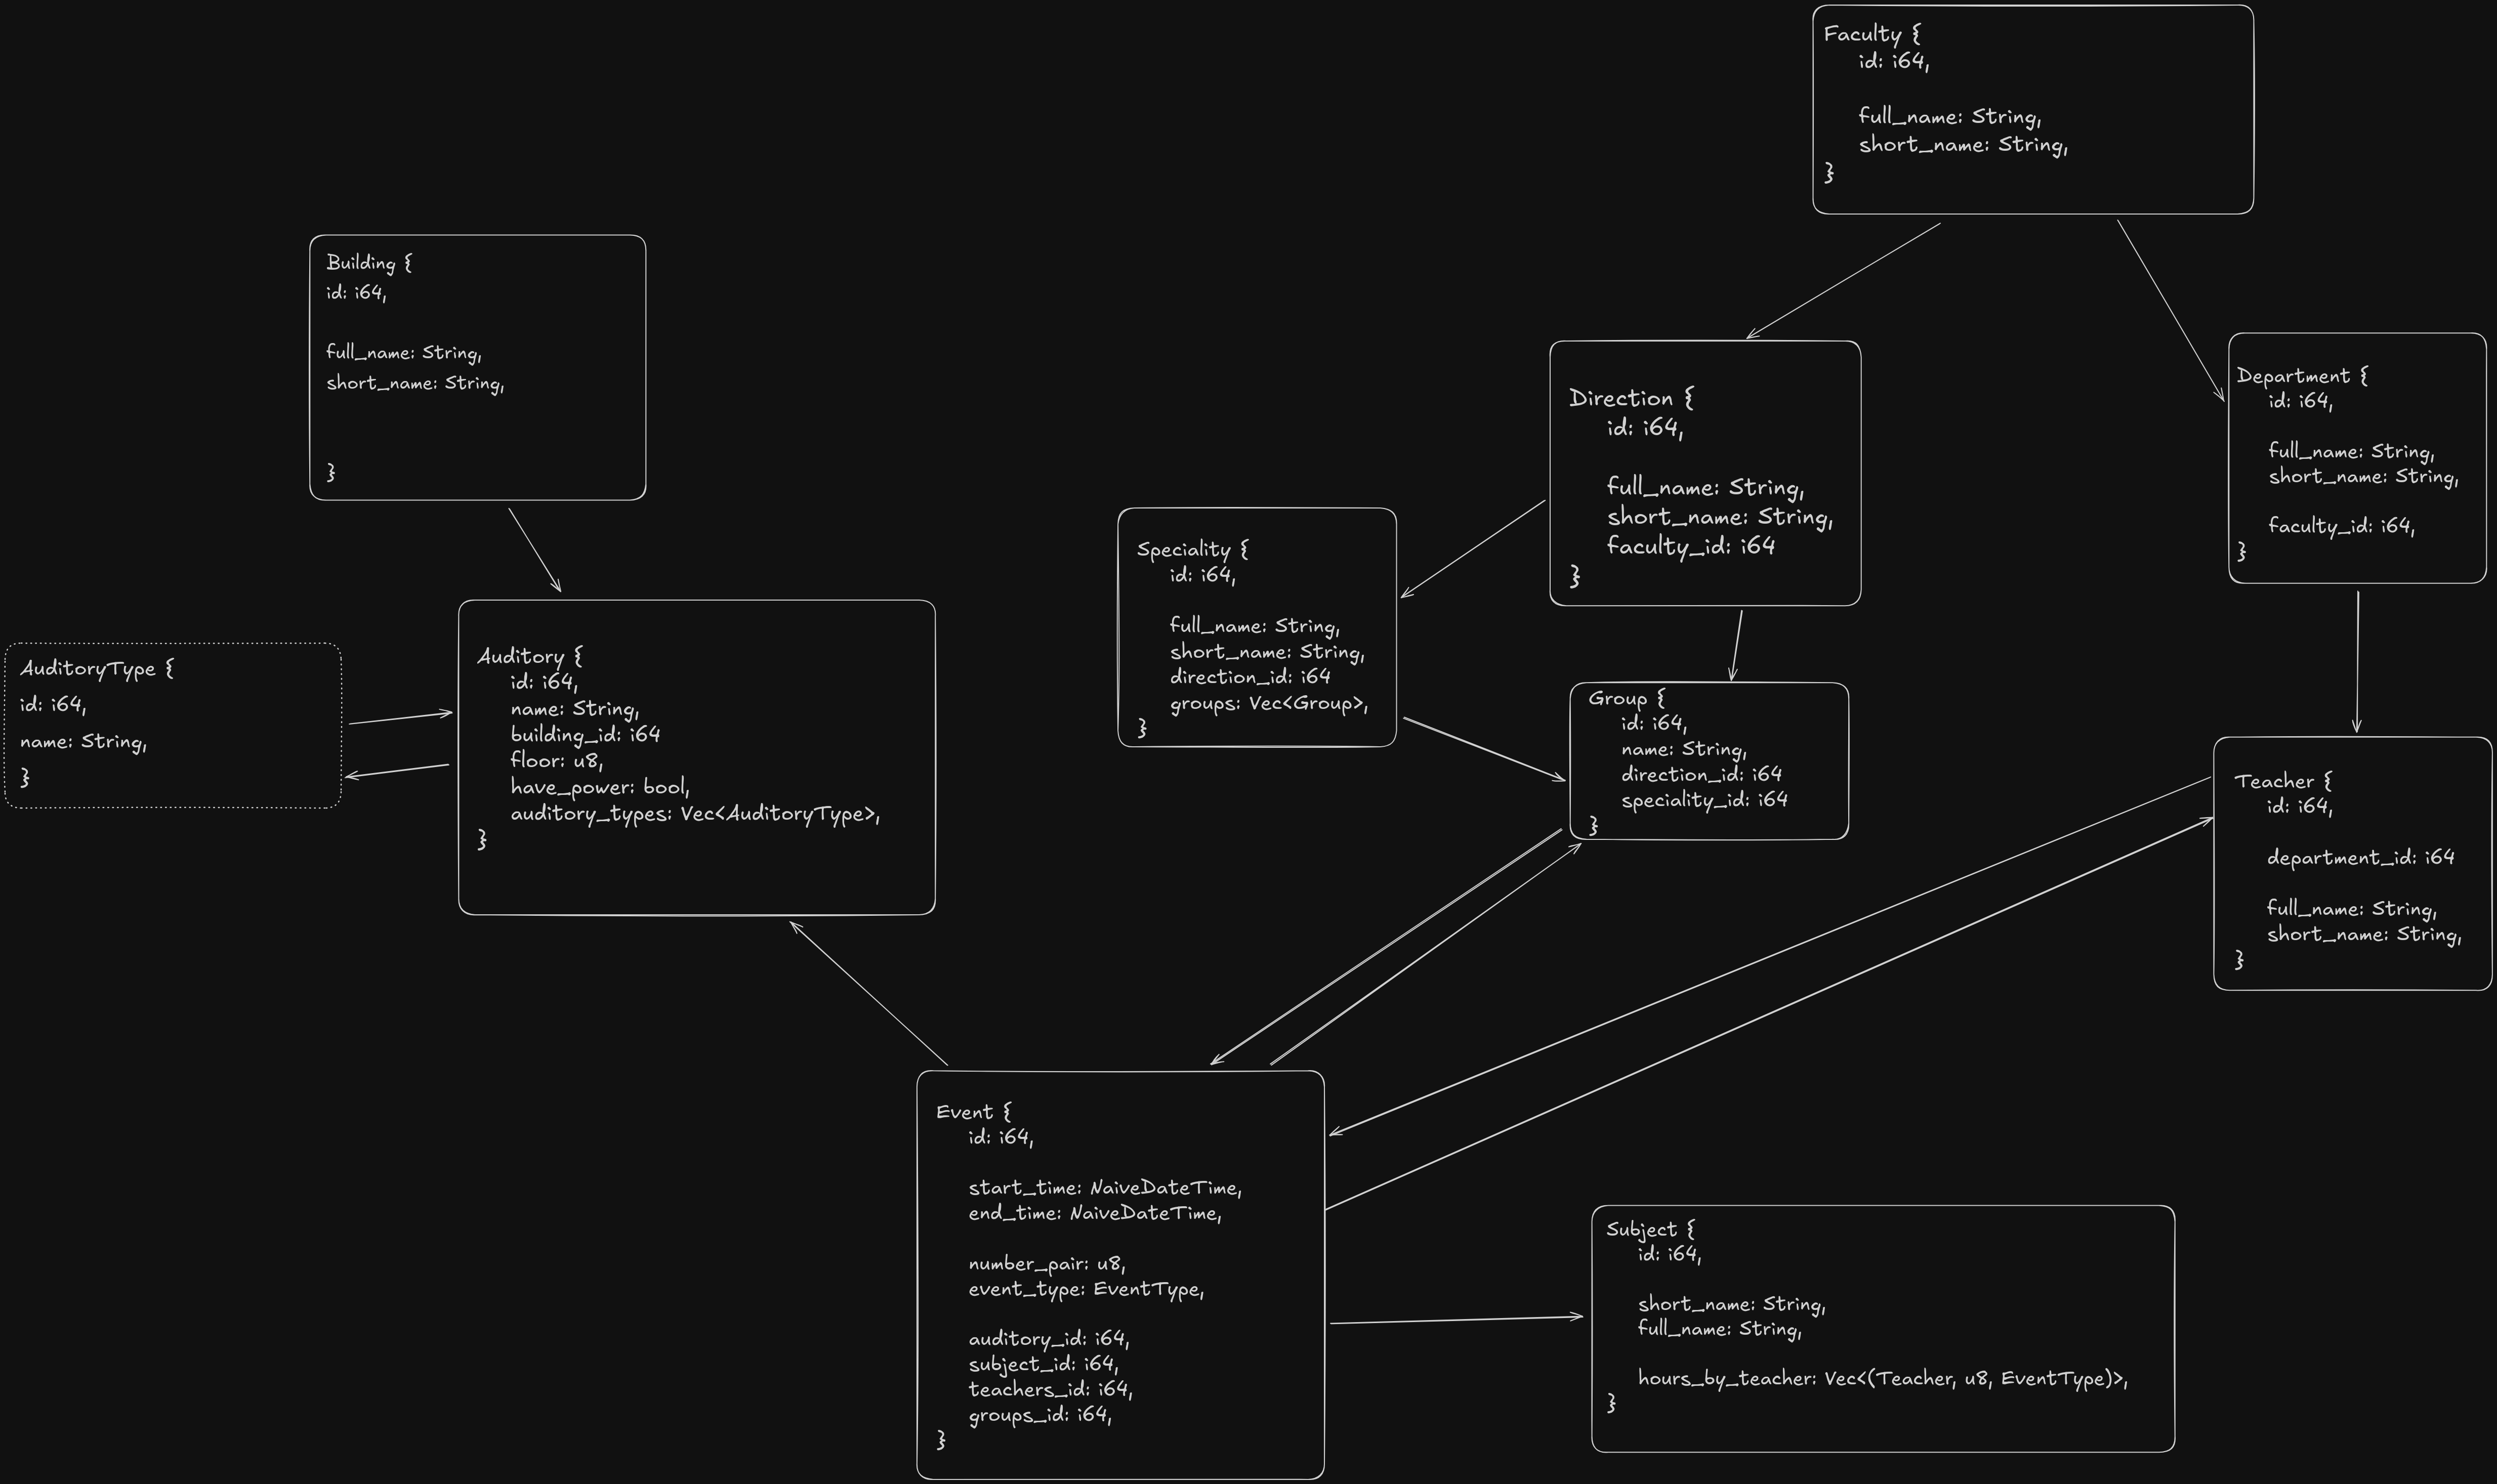 Faculty {
id: i64,
full_name: String,
short_name: String,
}
Building {
id: i64,
full_name: String,
short_name: String,
}
Direction {
id: i64,
full_name: String,
short_name: String,
faculty_id: i64
}
Department {
id: i64,
full_name: String,
short_name: String,
faculty_id: i64,
}
Speciality {
id: i64,
full_name: String,
short_name: String,
direction_id: i64
groups: Vec<Group>,
}
AuditoryType {
id: i64,
name: String,
}
Auditory {
id: i64,
name: String,
building_id: i64
floor: u8,
have_power: bool,
auditory_types: Vec<AuditoryType>,
}
Group {
id: i64,
name: String,
direction_id: i64
speciality_id: i64
}
Teacher {
id: i64,
department_id: i64
full_name: String,
short_name: String,
}
Event {
id: i64,
start_time: NaiveDateTime,
end_time: NaiveDateTime,
number_pair: u8,
event_type: EventType,
auditory_id: i64,
subject_id: i64,
teachers_id: i64,
groups_id: i64,
}
Subject {
id: i64,
short_name: String,
full_name: String,
hours_by_teacher: Vec<(Teacher, u8, EventType)>,
}